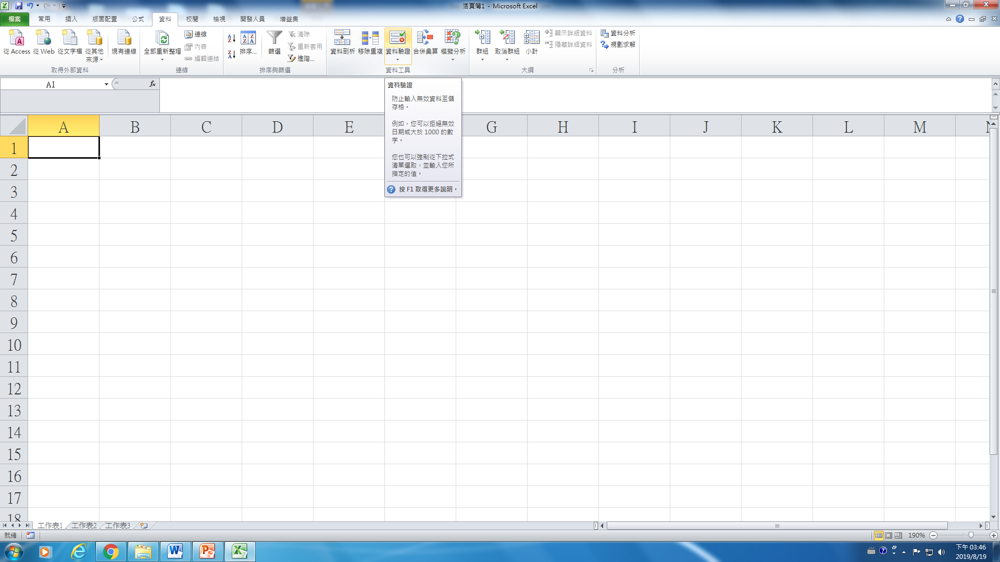 活頁簿1 - Microsoft Excel
檔案 常用 插入 版面配置 公式 資料 校閱 檢視 開發人員 增益集
從 Access 從 Web 從文字檔 從其他來源 現有連線
取得外部資料
全部重新整理 連線 內容 編輯連結
連線
排序... 篩選 清除 重新套用 進階...
排序與篩選
資料剖析 移除重複 資料驗證 合併彙算 模擬分析
資料工具
群組 取消群組 小計 顯示詳細資料 隱藏詳細資料
大綱
資料分析 規劃求解
分析
A1 fx
資料驗證
防止輸入無效資料至儲
存格。
例如，您可以拒絕無效
日期或大於 1000 的數
字。
您也可以強制從下拉式
清單選取，並輸入您所
指定的值。
按 F1 取得更多說明。
A B C D E G H I J K L M N
1
2
3
4
5
6
7
8
9
10
11
12
13
14
15
16
17
18
工作表1 工作表2 工作表3
就緒 190%
下午 03:46
2019/8/19